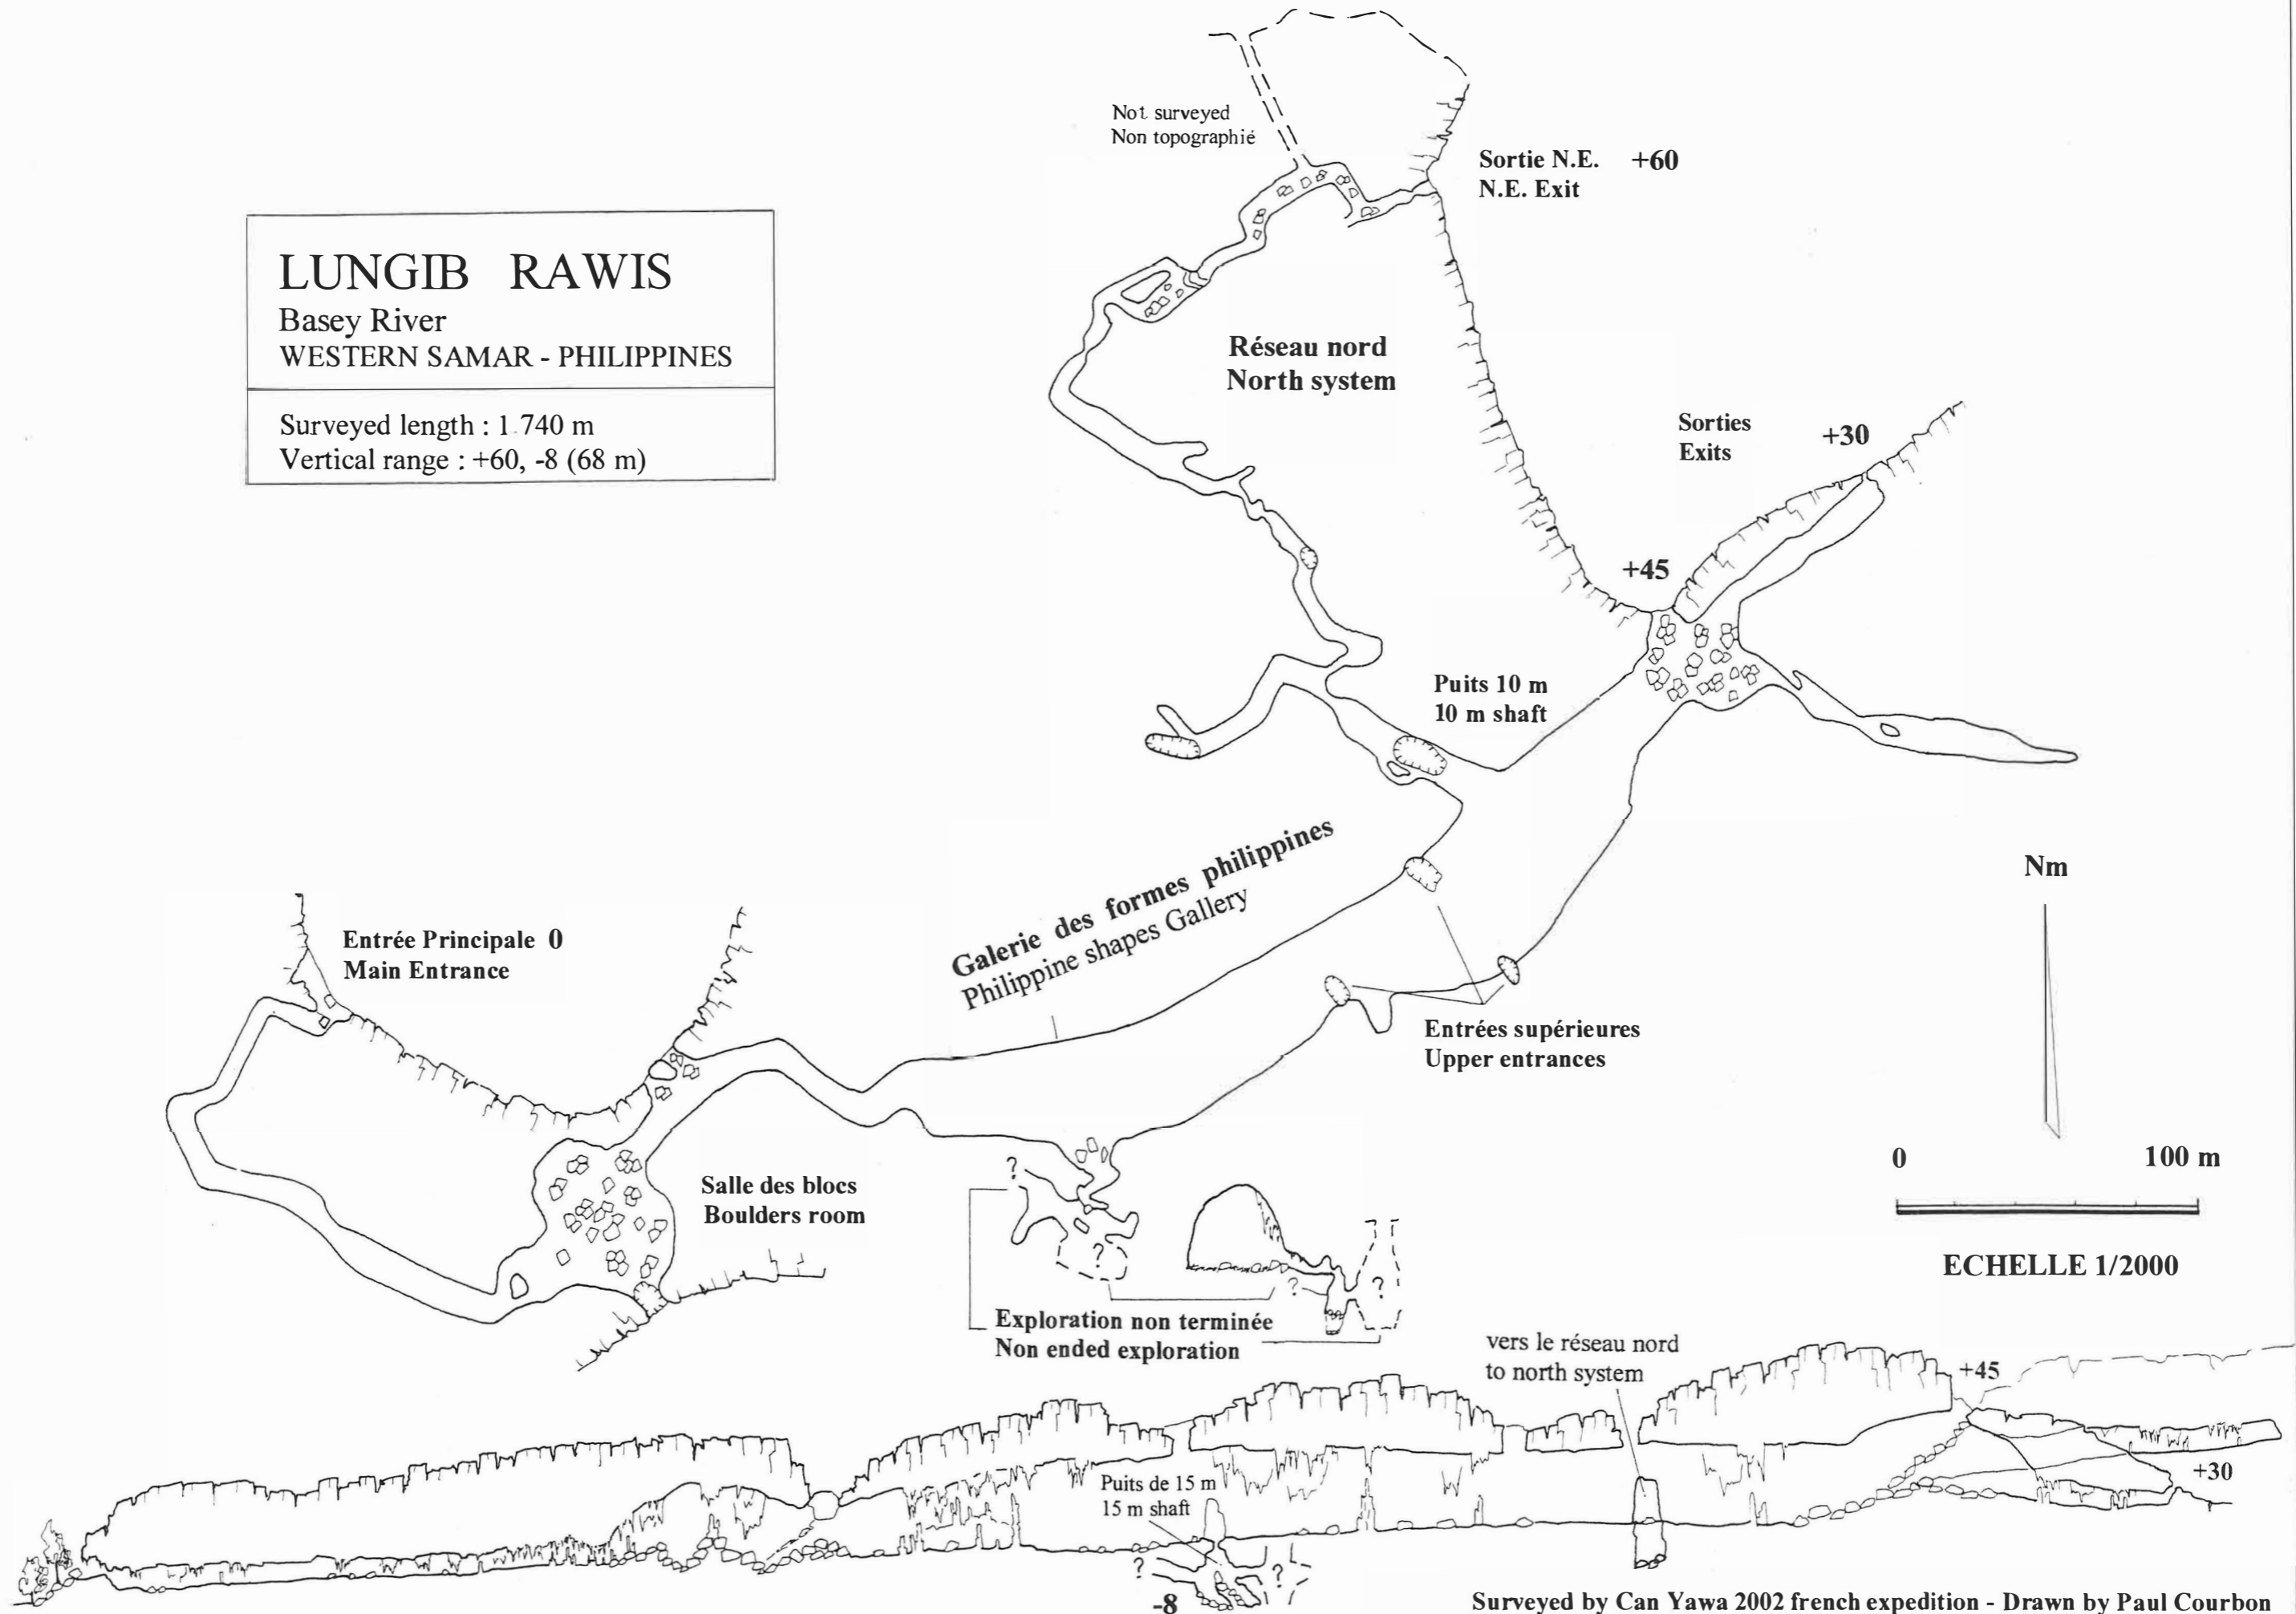 Not surveyed
Non topographié
Sortie N.E. +60
N.E. Exit
LUNGIB RAWIS
Basey River
WESTERN SAMAR - PHILIPPINES
Surveyed length : 1 740 m
Vertical range : +60, -8 (68 m)
Réseau nord
North system
Sorties
Exits
+30
+45
Puits 10 m
10 m shaft
Galerie des formes philippines
Philippine shapes Gallery
Nm
Entrée Principale 0
Main Entrance
Entrées supérieures
Upper entrances
0 100 m
ECHELLE 1/2000
Salle des blocs
Boulders room
?
?
?
?
Exploration non terminée
Non ended exploration
vers le réseau nord
to north system
+45
Puits de 15 m
15 m shaft
+30
?
?
-8
Surveyed by Can Yawa 2002 french expedition - Drawn by Paul Courbon